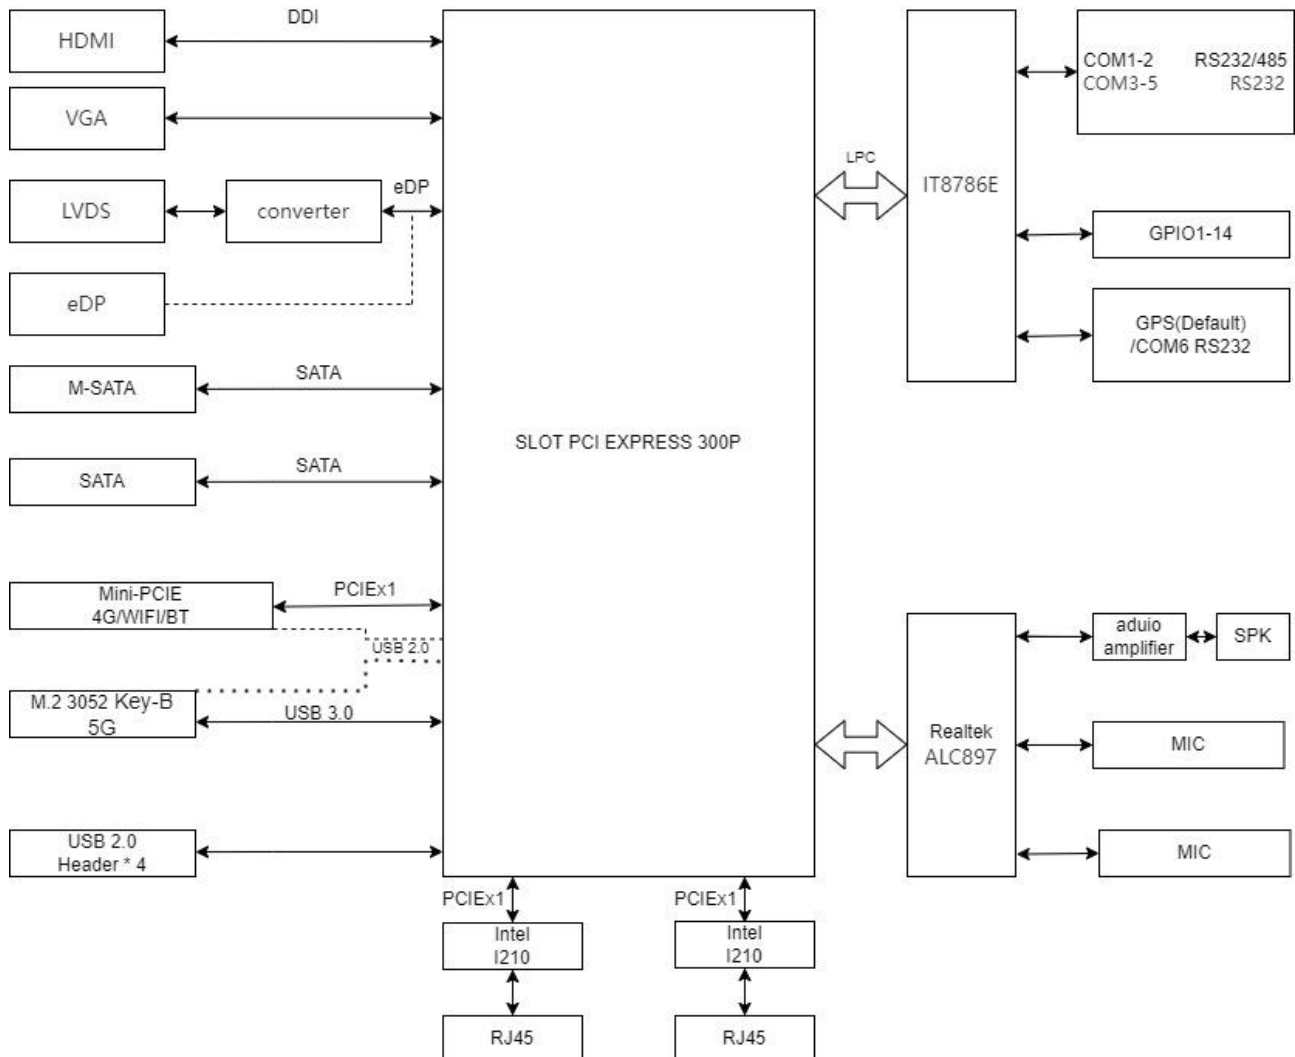 HDMI
DDI
VGA
LVDS
converter
eDP
eDP
M-SATA
SATA
SATA
SATA
Mini-PCIE
4G/WIFI/BT
PCIEx1
USB 2.0
M.2 3052 Key-B
5G
USB 3.0
USB 2.0
Header * 4
SLOT PCI EXPRESS 300P
LPC
IT8786E
COM1-2 RS232/485
COM3-5 RS232
GPIO1-14
GPS(Default)
/COM6 RS232
Realtek
ALC897
aduio
amplifier
SPK
MIC
MIC
PCIEx1
Intel
I210
RJ45
PCIEx1
Intel
I210
RJ45